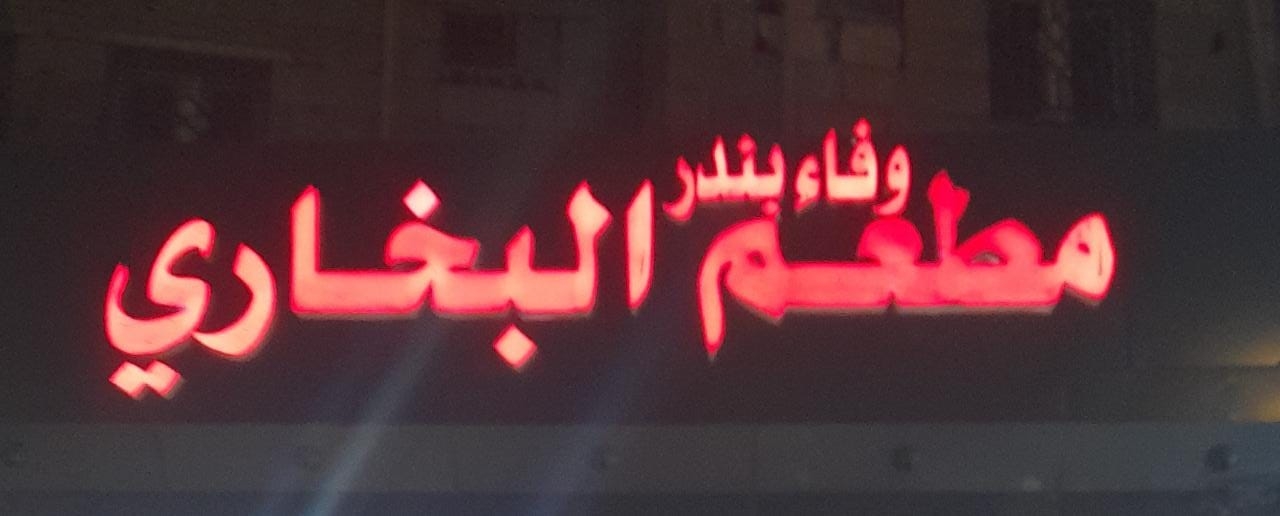 وفاء بندر
مطعم البخاري